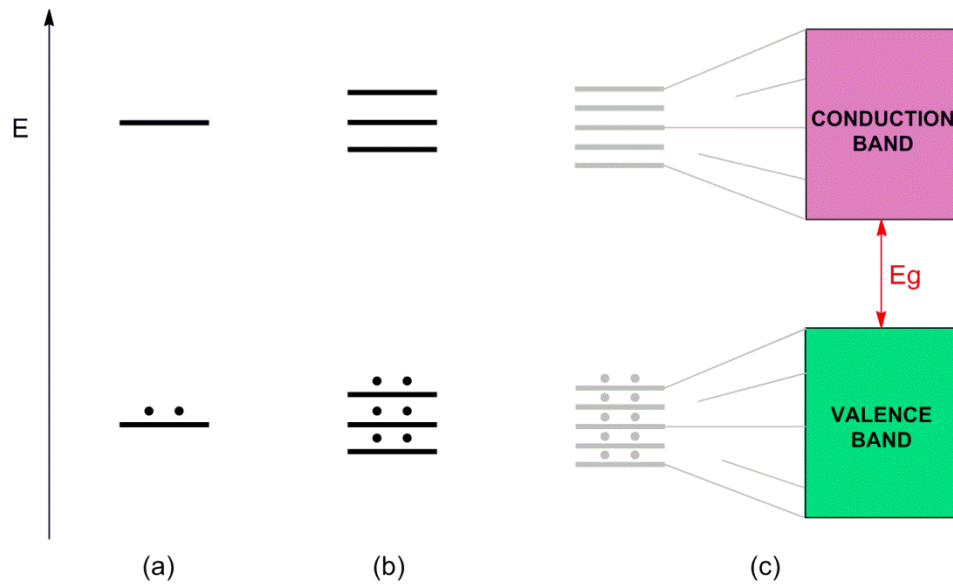 E
CONDUCTION
BAND
Eg
VALENCE
BAND
(a)
(b)
(c)